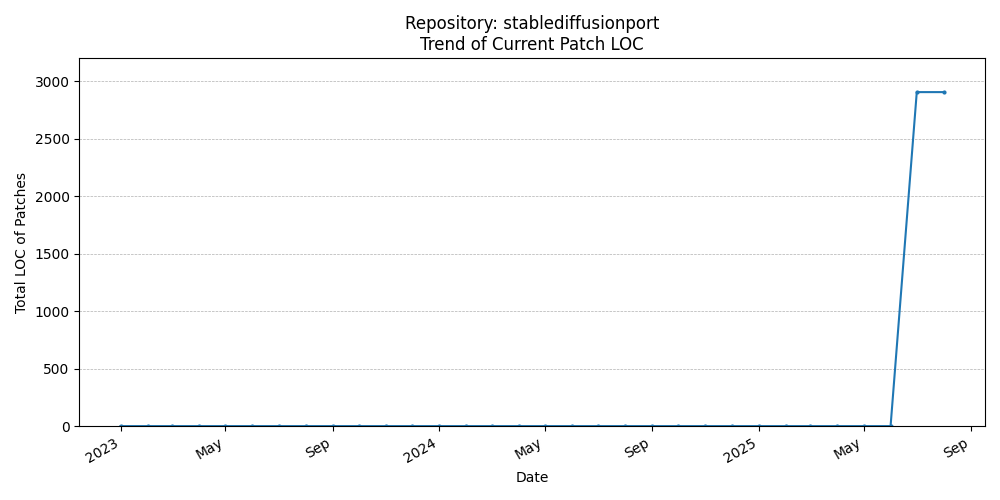 Repository: stablediffusionport
Trend of Current Patch LOC
3000
2500
2000
1500
1000
500
0
Total LOC of Patches
2023
May
Sep
2024
May
Sep
2025
May
Sep
Date